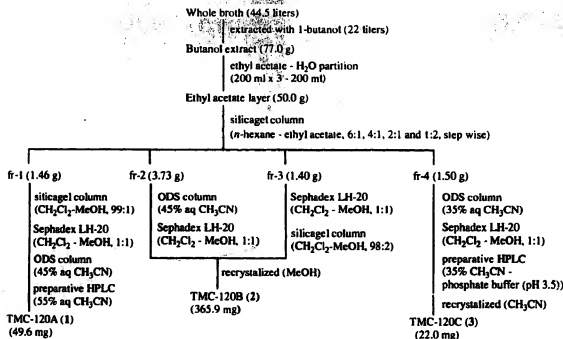 Whole broth (44.5 liters)
extracted with 1-butanol (22 liters)
Butanol extract (77.0 g)
ethyl acetate - H2O partition
(200 ml x 3 - 200 ml)
Ethyl acetate layer (50.0 g)
silicagel column
(n-hexane - ethyl acetate, 6:1, 4:1, 2:1 and 1:2, step wise)
fr-1 (1.46 g)
silicagel column
(CH2Cl2-MeOH, 99:1)
Sephadex LH-20
(CH2Cl2 - MeOH, 1:1)
ODS column
(45% aq CH3CN)
preparative HPLC
(55% aq CH3CN)
TMC-120A (1)
(49.6 mg)
fr-2 (3.73 g)
ODS column
(45% aq CH3CN)
Sephadex LH-20
(CH2Cl2 - MeOH, 1:1)
fr-3 (1.40 g)
Sephadex LH-20
(CH2Cl2 - MeOH, 1:1)
silicagel column
(CH2Cl2-MeOH, 98:2)
recrystalized (MeOH)
TMC-120B (2)
(365.9 mg)
fr-4 (1.50 g)
ODS column
(35% aq CH3CN)
Sephadex LH-20
(CH2Cl2 - MeOH, 1:1)
preparative HPLC
(35% CH3CN -
phosphate buffer (pH 3.5))
recrystalized (CH3CN)
TMC-120C (3)
(22.0 mg)